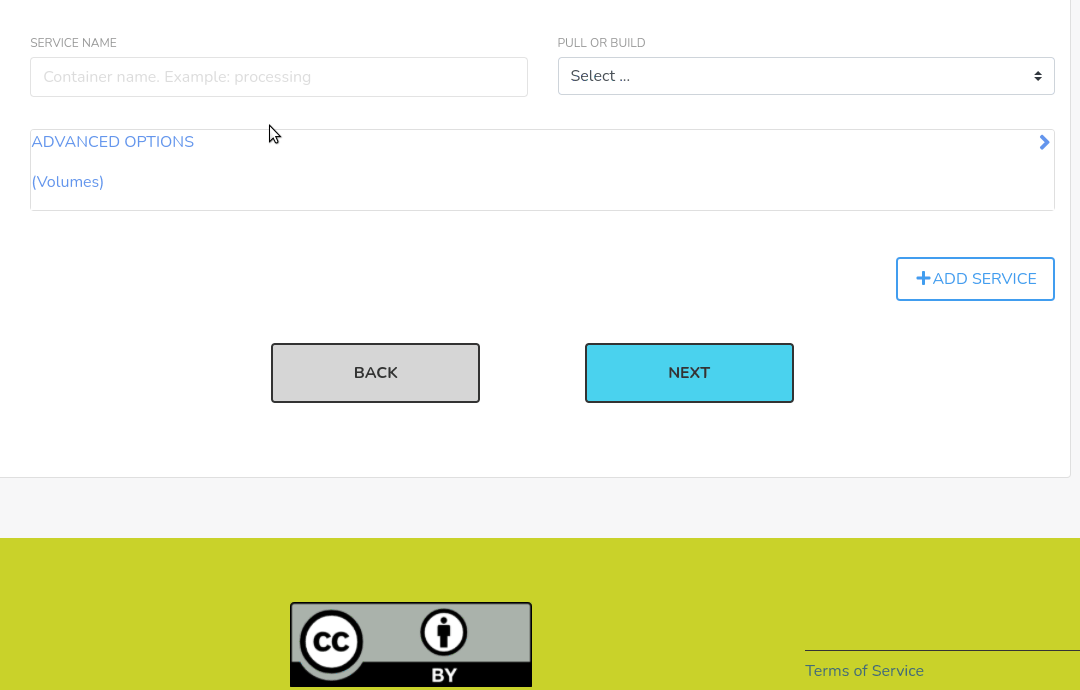 SERVICE NAME
PULL OR BUILD
Container name. Example: processing
Select ...
ADVANCED OPTIONS
(Volumes)
ADD SERVICE
BACK
NEXT
CC
BY
Terms of Service